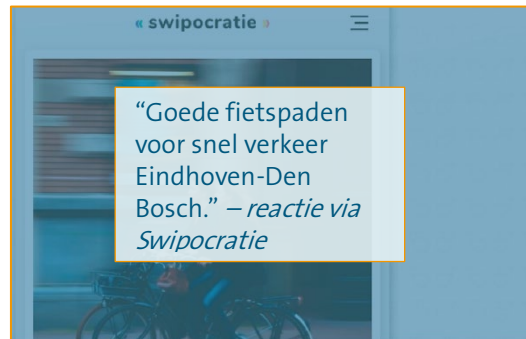 « swipocratie »
“Goede fietspaden
voor snel verkeer
Eindhoven-Den
Bosch.” – reactie via
Swipocratie